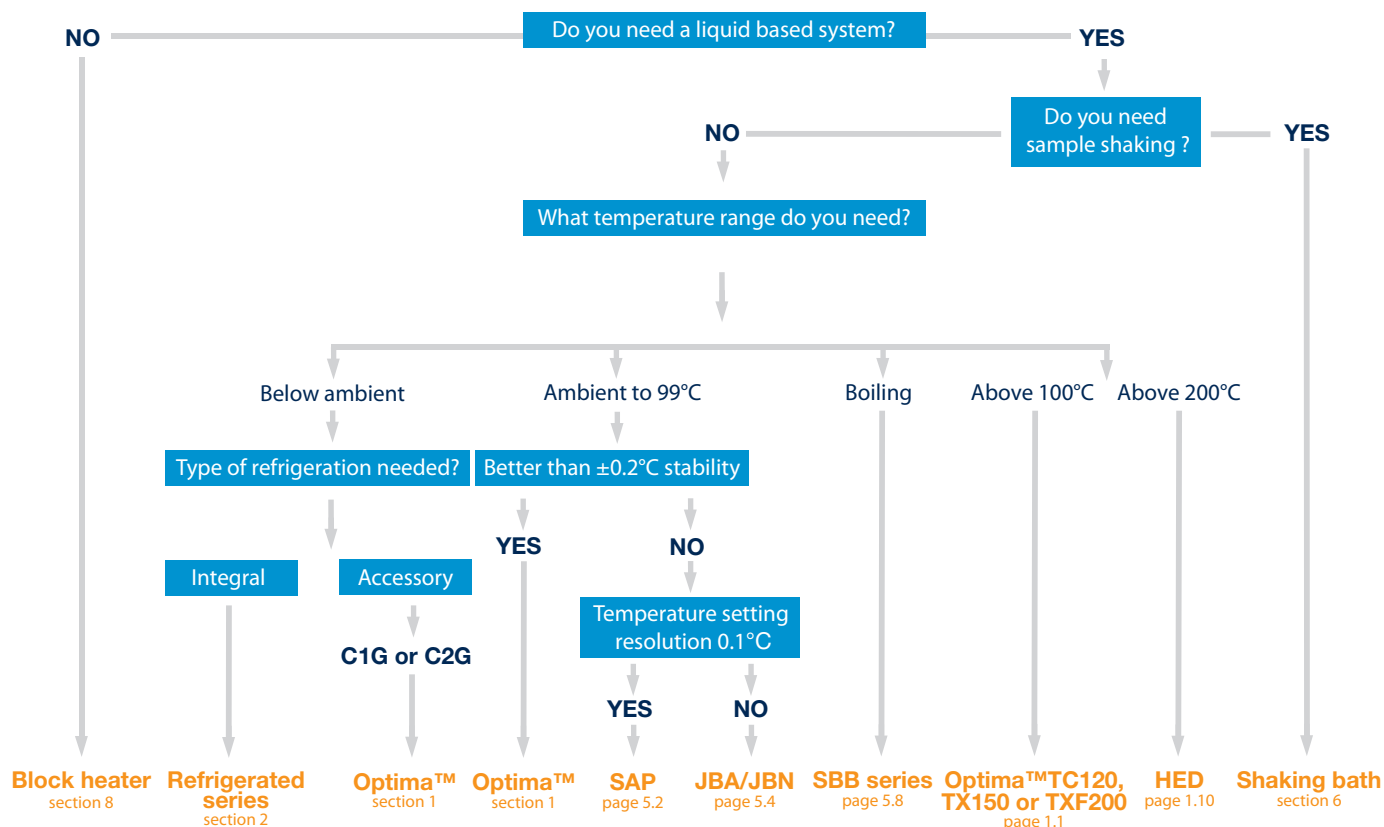 Do you need a liquid based system?
NO
YES
Do you need
sample shaking ?
NO
YES
What temperature range do you need?
Below ambient
Ambient to 99°C
Boiling
Above 100°C
Above 200°C
Type of refrigeration needed?
Better than ±0.2°C stability
YES
NO
Integral
Accessory
Temperature setting
resolution 0.1°C
C1G or C2G
YES
NO
Block heater
section 8
Refrigerated
series
section 2
Optima™
section 1
Optima™
section 1
SAP
page 5.2
JBA/JBN
page 5.4
SBB series
page 5.8
Optima™TC120,
TX150 or TXF200
page 1.1
HED
page 1.10
Shaking bath
section 6